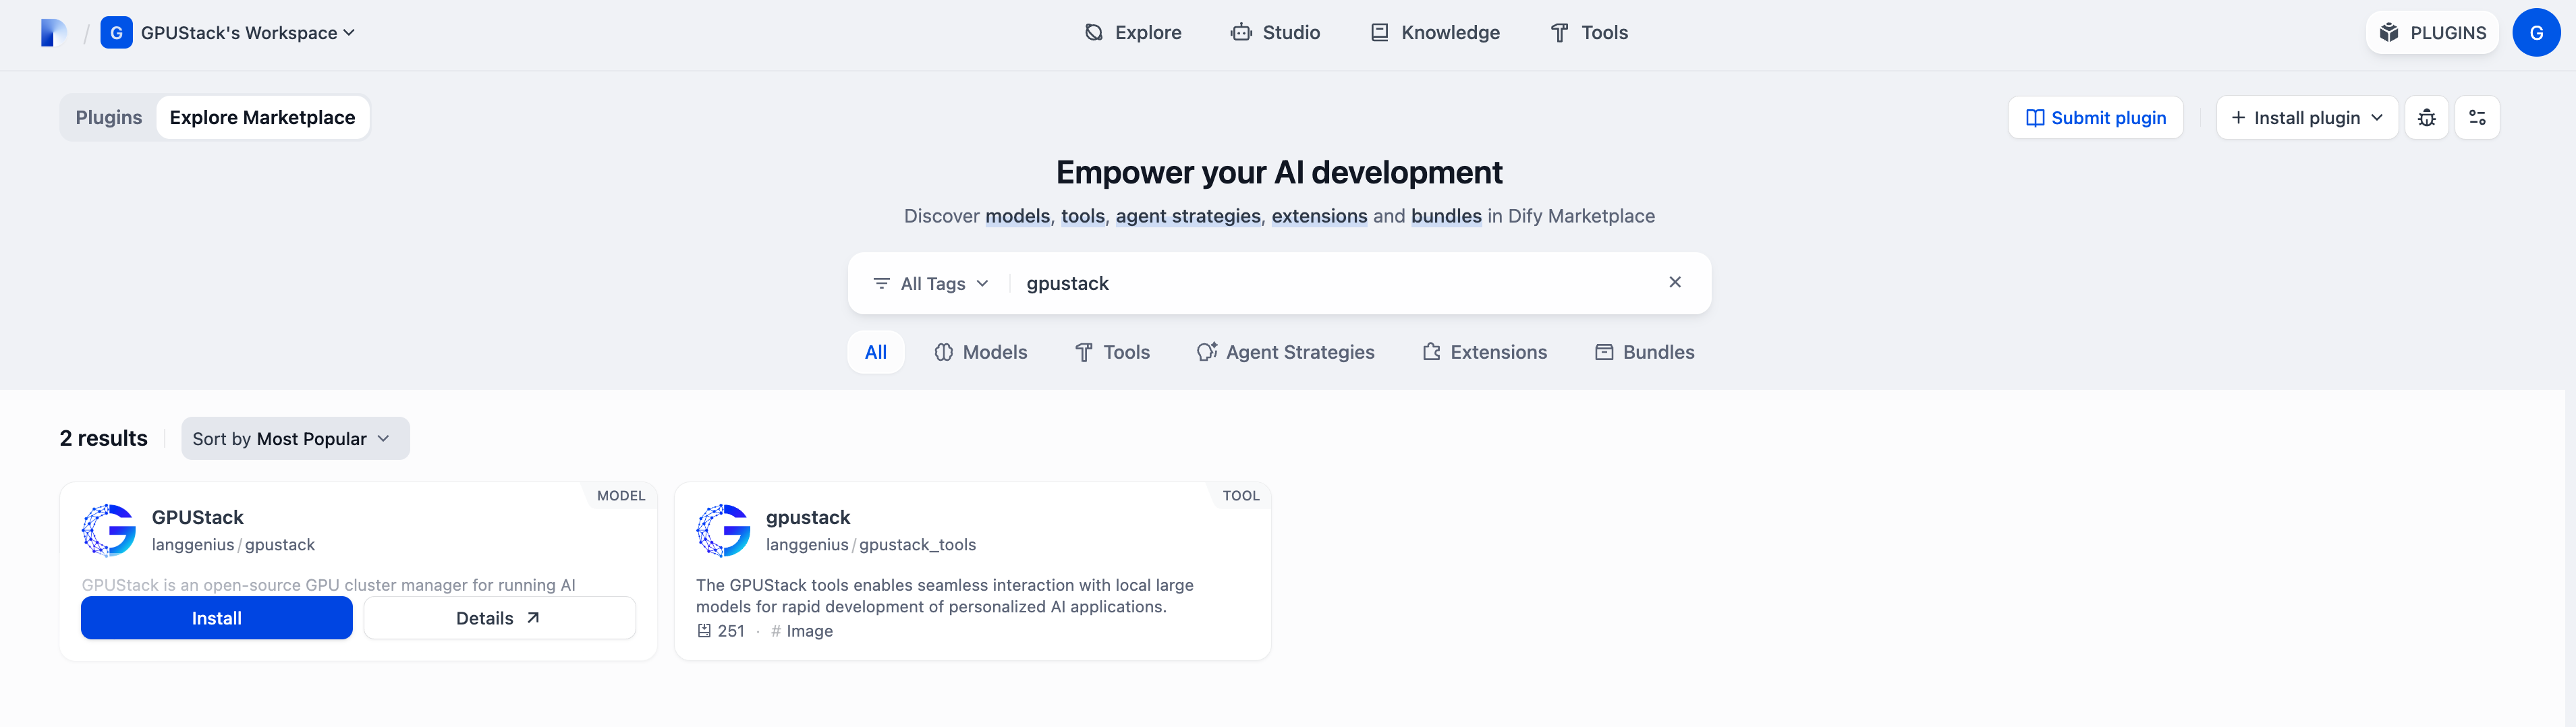 / G GPUStack's Workspace
Explore Studio Knowledge Tools
PLUGINS G
Plugins Explore Marketplace
Submit plugin + Install plugin
Empower your AI development
Discover models, tools, agent strategies, extensions and bundles in Dify Marketplace
All Tags gpustack
All Models Tools Agent Strategies Extensions Bundles
2 results Sort by Most Popular
MODEL
GPUStack
langgenius / gpustack
GPUStack is an open-source GPU cluster manager for running AI
Install Details
TOOL
gpustack
langgenius / gpustack_tools
The GPUStack tools enables seamless interaction with local large
models for rapid development of personalized AI applications.
251 · # Image